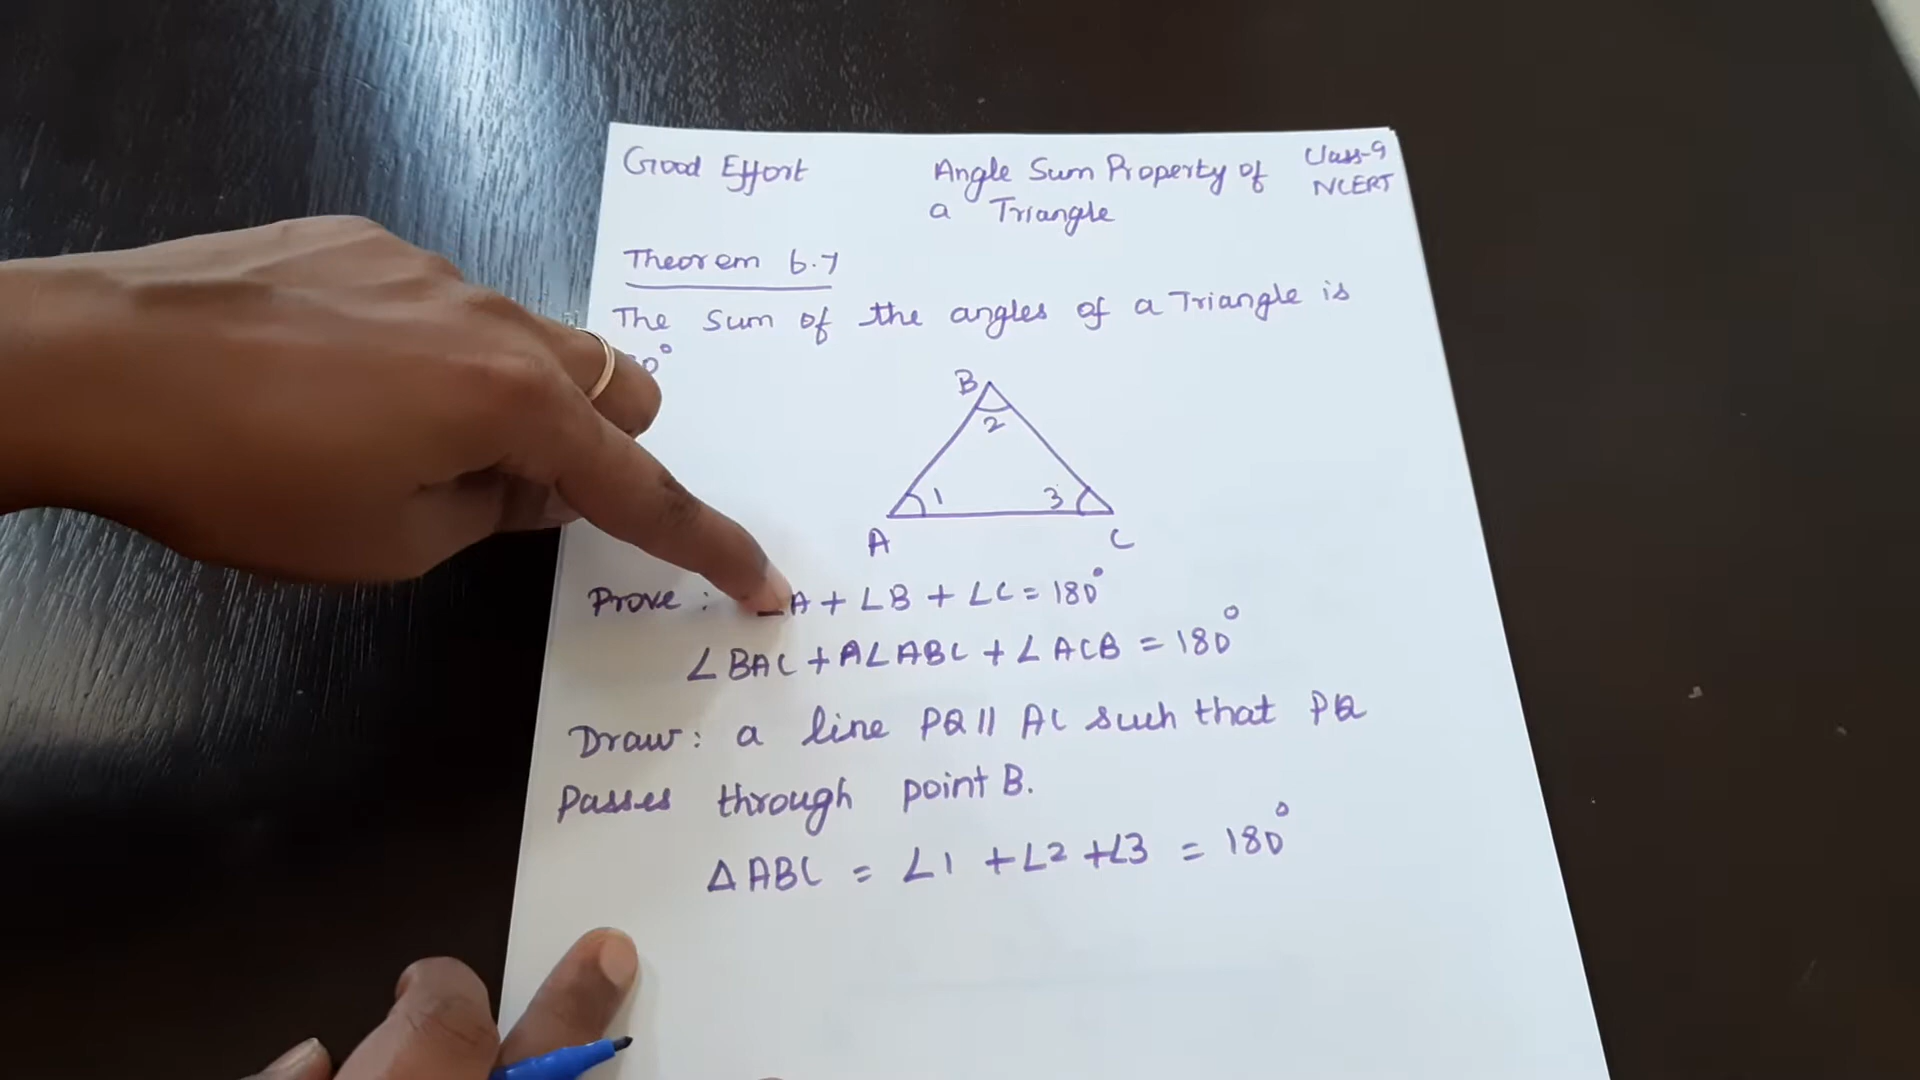 Good Effort
Angle Sum Property of
a Triangle
Class-9
NCERT
Theorem 6.7
The Sum of the angles of a Triangle is
0°
B
2
1
3
A
C
Prove : ∠A + ∠B + ∠C = 180°
∠BAC + A∠ABC + ∠ACB = 180°
Draw: a line PQ || AC such that PQ
Passes through point B.
△ABC = ∠1 + ∠2 + ∠3 = 180°